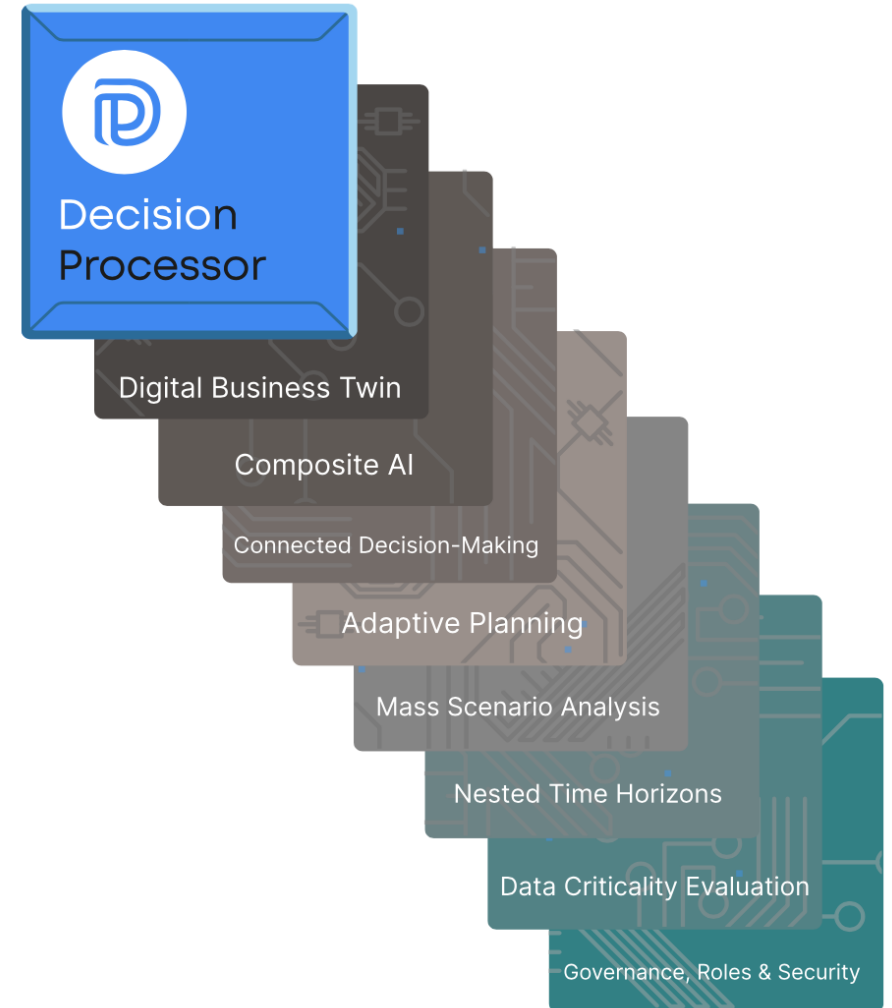 Decision
Processor
Digital Business Twin
Composite AI
Connected Decision-Making
Adaptive Planning
Mass Scenario Analysis
Nested Time Horizons
Data Criticality Evaluation
Governance, Roles & Security